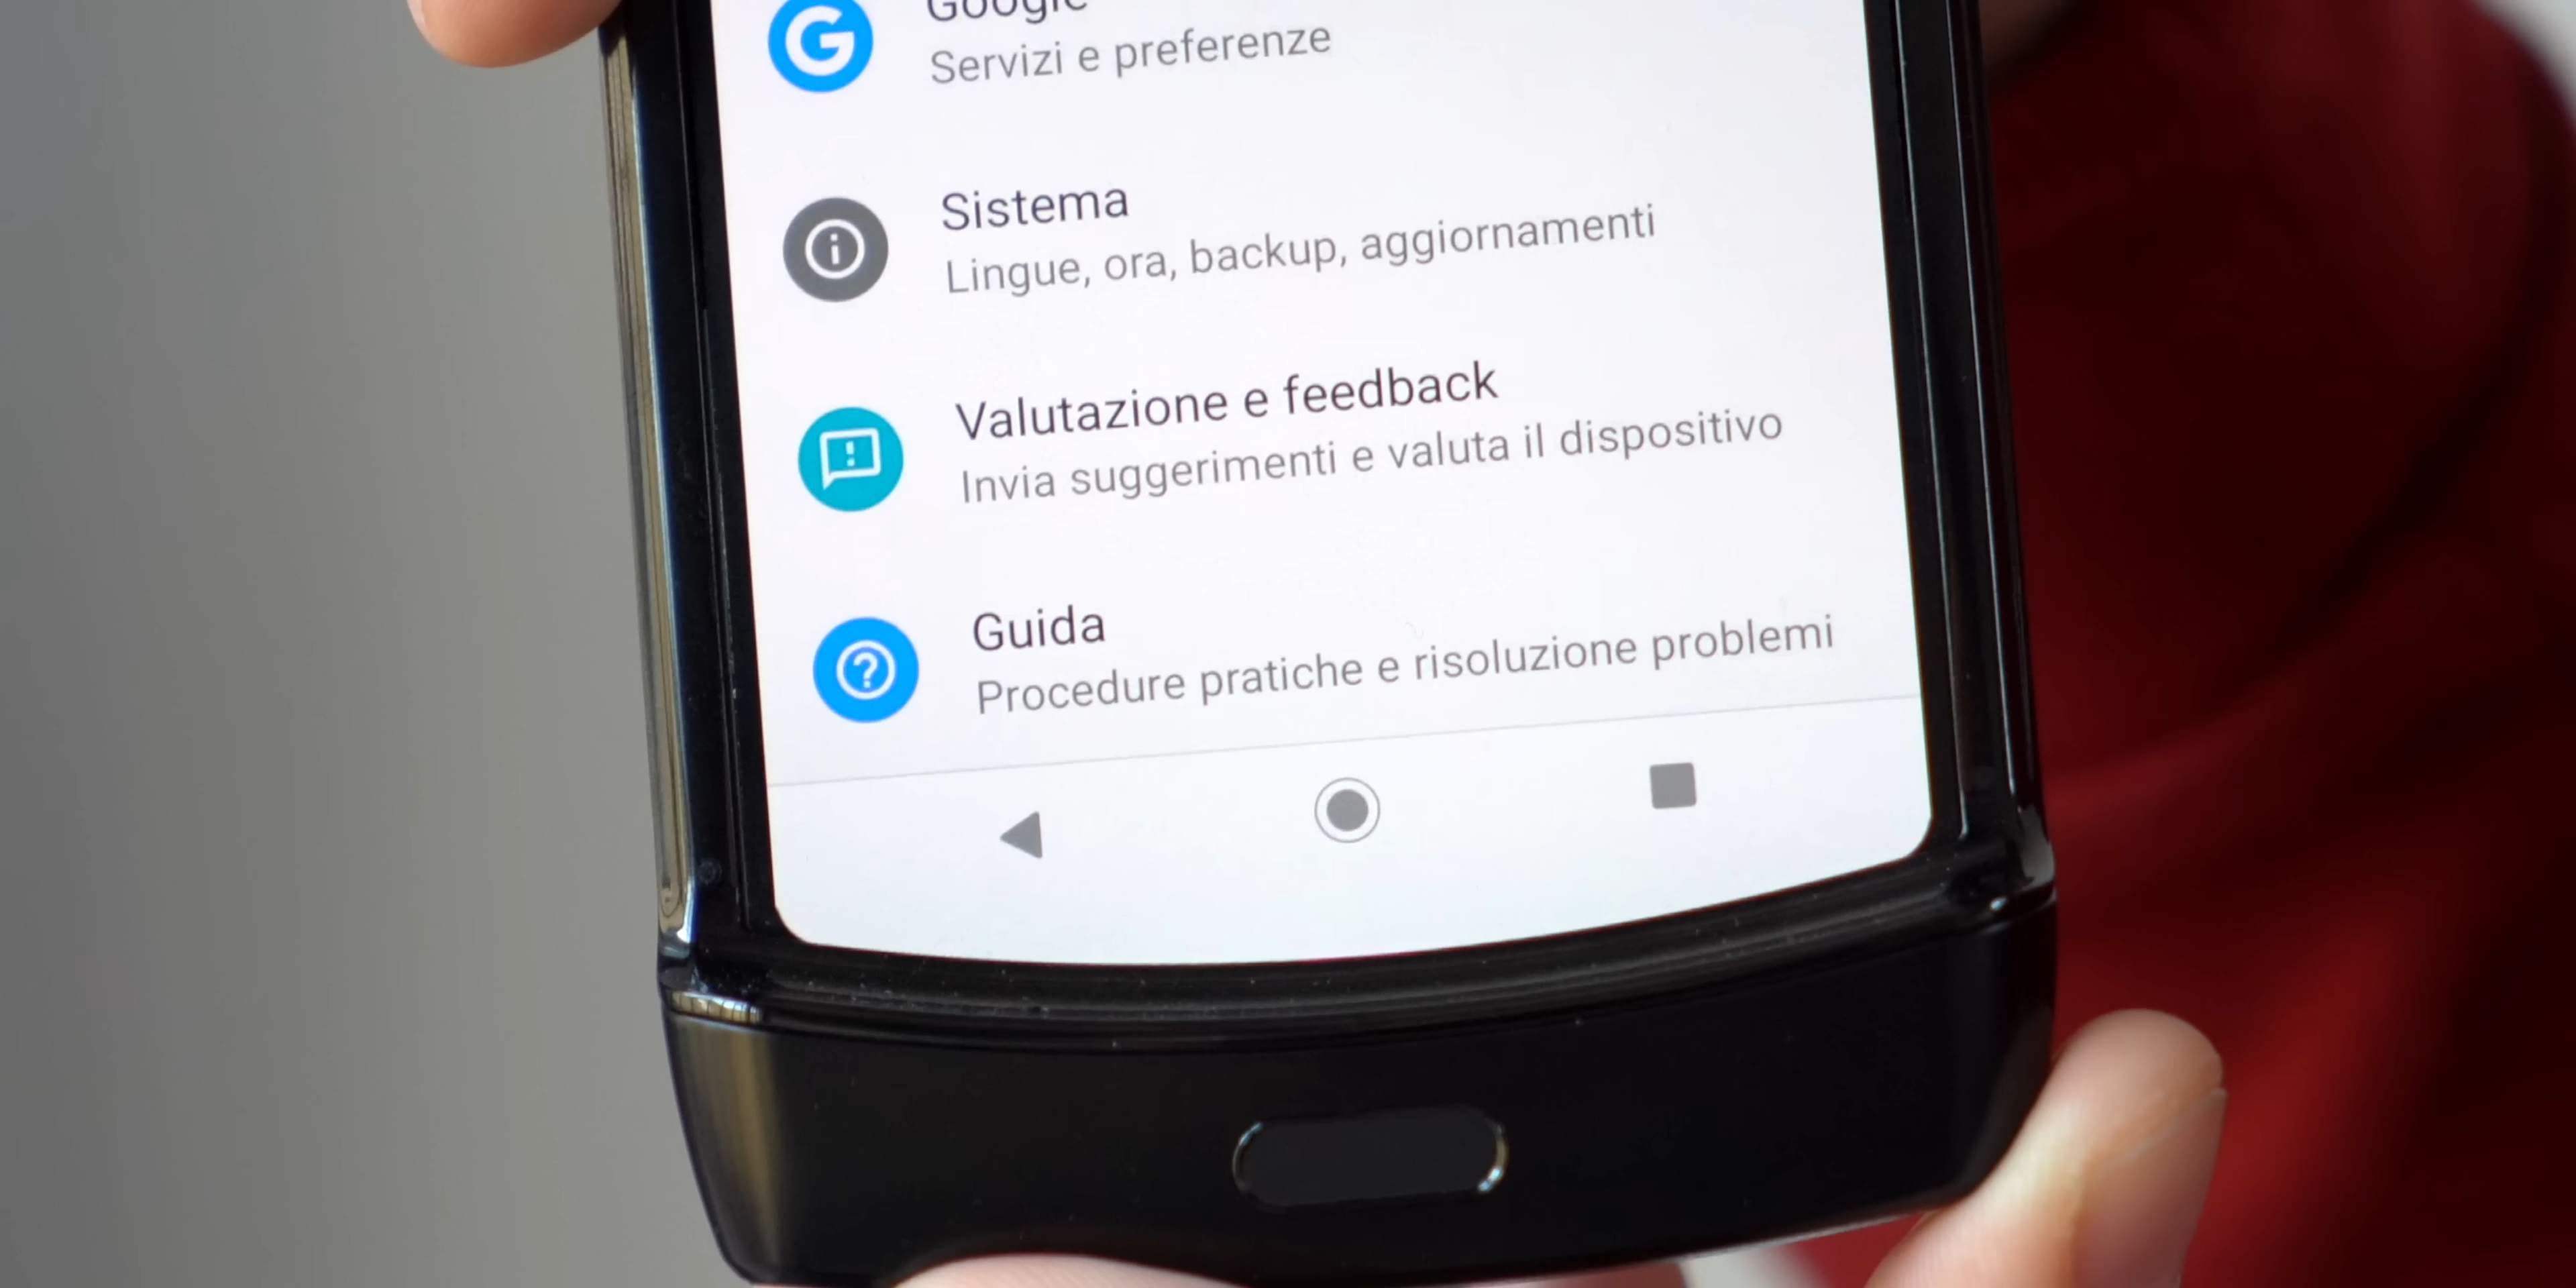 Google
Servizi e preferenze
Sistema
Lingue, ora, backup, aggiornamenti
Valutazione e feedback
Invia suggerimenti e valuta il dispositivo
Guida
Procedure pratiche e risoluzione problemi